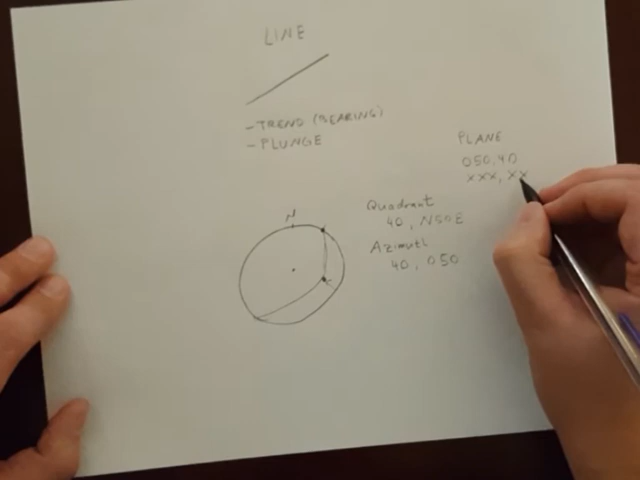 LINE
-TREND (BEARING)
-PLUNGE
PLANE
050,40
xxx, xx
N
Quadrant
40, N50E
Azimuth
40, 050